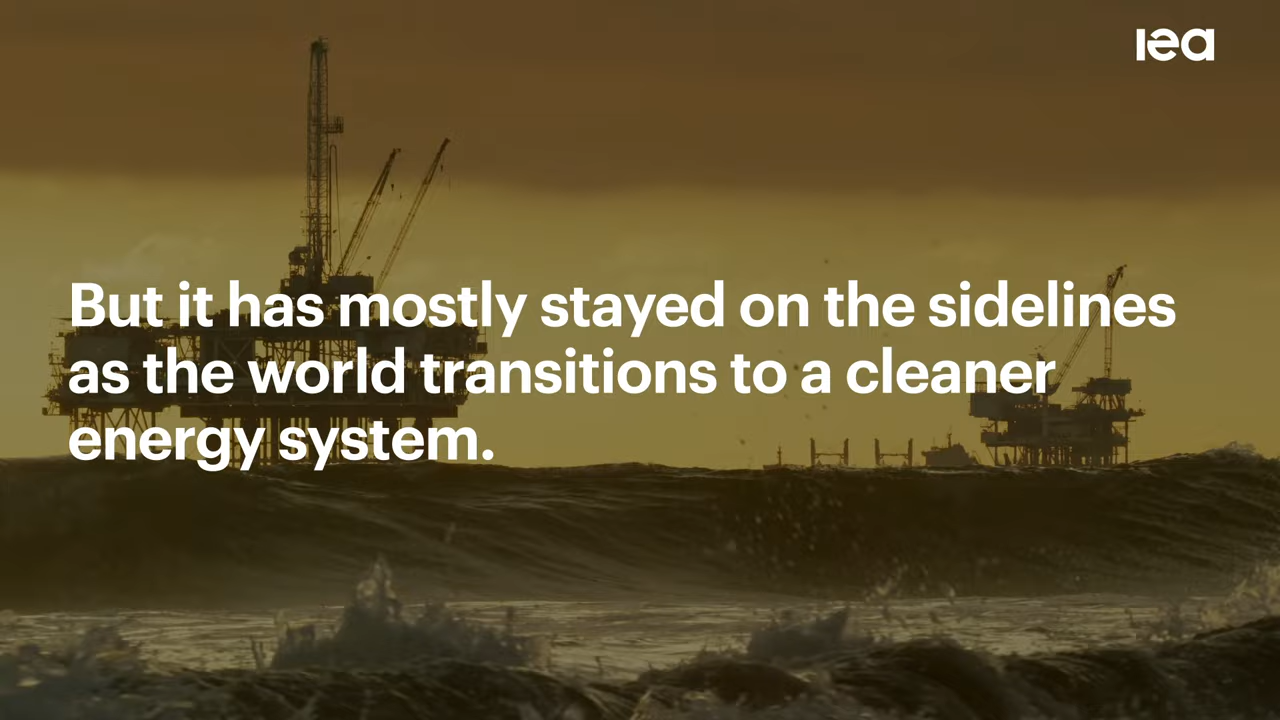 iea
But it has mostly stayed on the sidelines
as the world transitions to a cleaner
energy system.